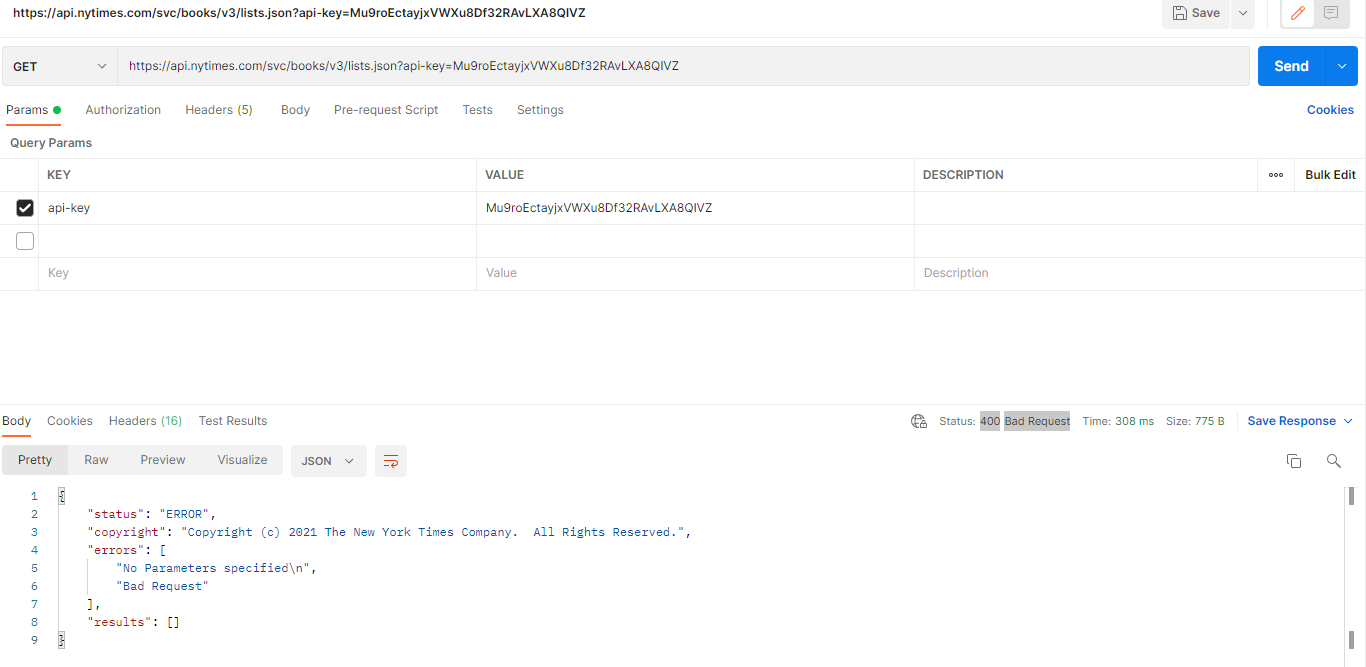 https://api.nytimes.com/svc/books/v3/lists.json?api-key=Mu9roEctayjxVWXu8Df32RAvLXA8QIVZ
Save
GET
https://api.nytimes.com/svc/books/v3/lists.json?api-key=Mu9roEctayjxVWXu8Df32RAvLXA8QIVZ
Send
Params Authorization Headers (5) Body Pre-request Script Tests Settings Cookies
Query Params
KEY VALUE DESCRIPTION ooo Bulk Edit
api-key Mu9roEctayjxVWXu8Df32RAvLXA8QIVZ
Key Value Description
Body Cookies Headers (16) Test Results Status: 400 Bad Request Time: 308 ms Size: 775 B Save Response
Pretty Raw Preview Visualize JSON
1 {
2 "status": "ERROR",
3 "copyright": "Copyright (c) 2021 The New York Times Company.  All Rights Reserved.",
4 "errors": [
5 "No Parameters specified\n",
6 "Bad Request"
7 ],
8 "results": []
9 }